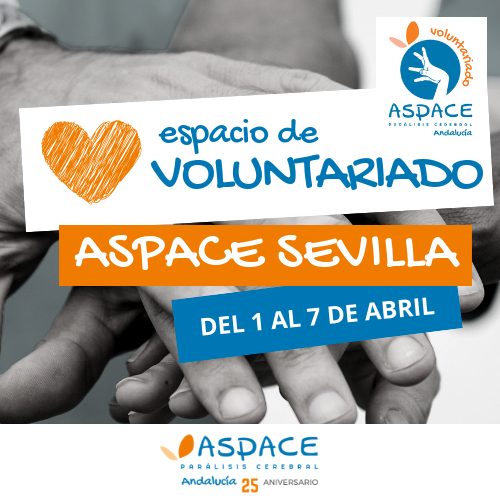 voluntariado
ASPACE
PARÁLISIS CEREBRAL
Andalucía
espacio de
VOLUNTARIADO
ASPACE SEVILLA
DEL 1 AL 7 DE ABRIL
ASPACE
PARÁLISIS CEREBRAL
Andalucía 25 ANIVERSARIO